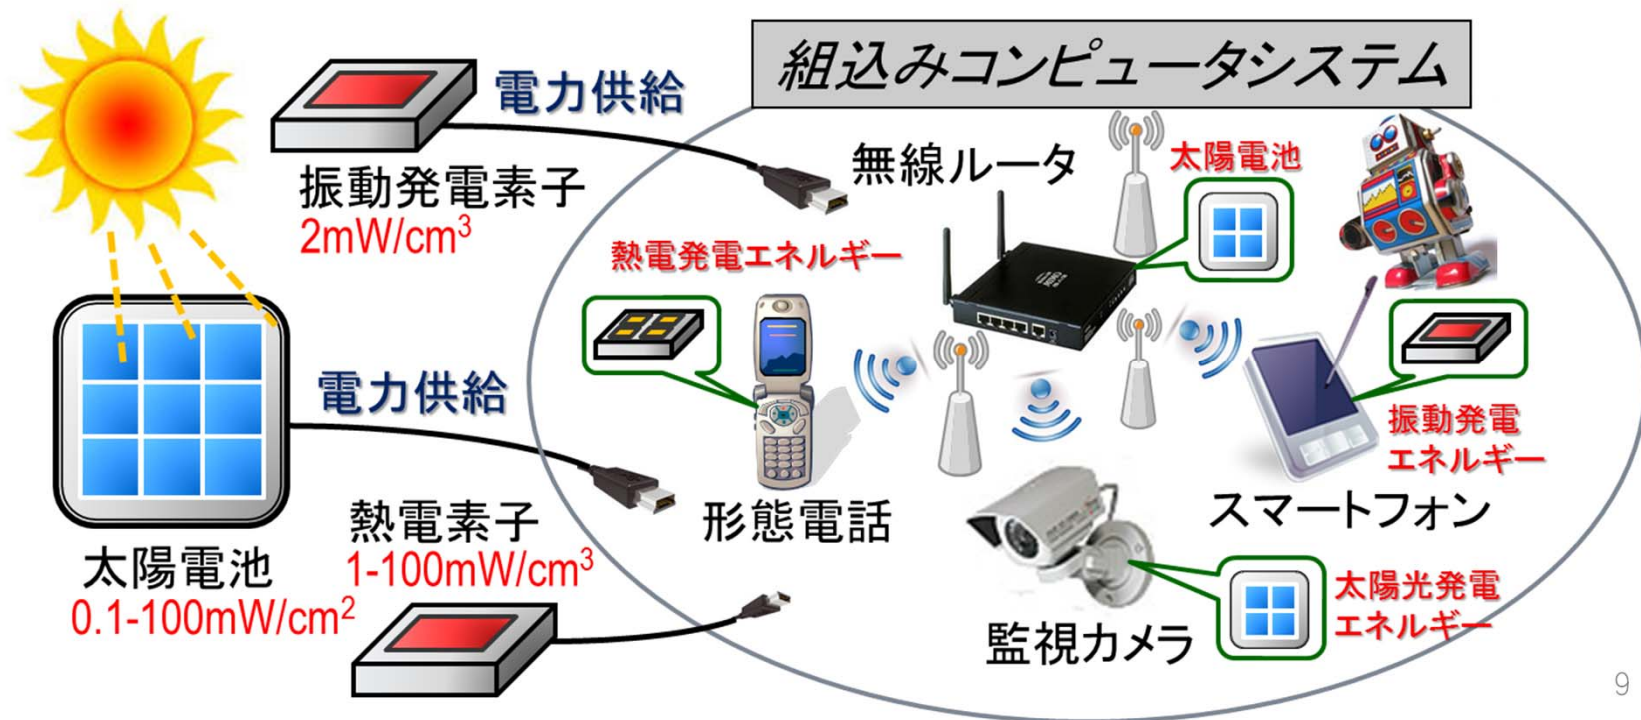 組込みコンピュータシステム
電力供給
振動発電素子
2mW/cm³
無線ルータ
太陽電池
熱電発電エネルギー
電力供給
振動発電
エネルギー
スマートフォン
形態電話
熱電素子
1-100mW/cm³
太陽電池
0.1-100mW/cm²
監視カメラ
太陽光発電
エネルギー
9